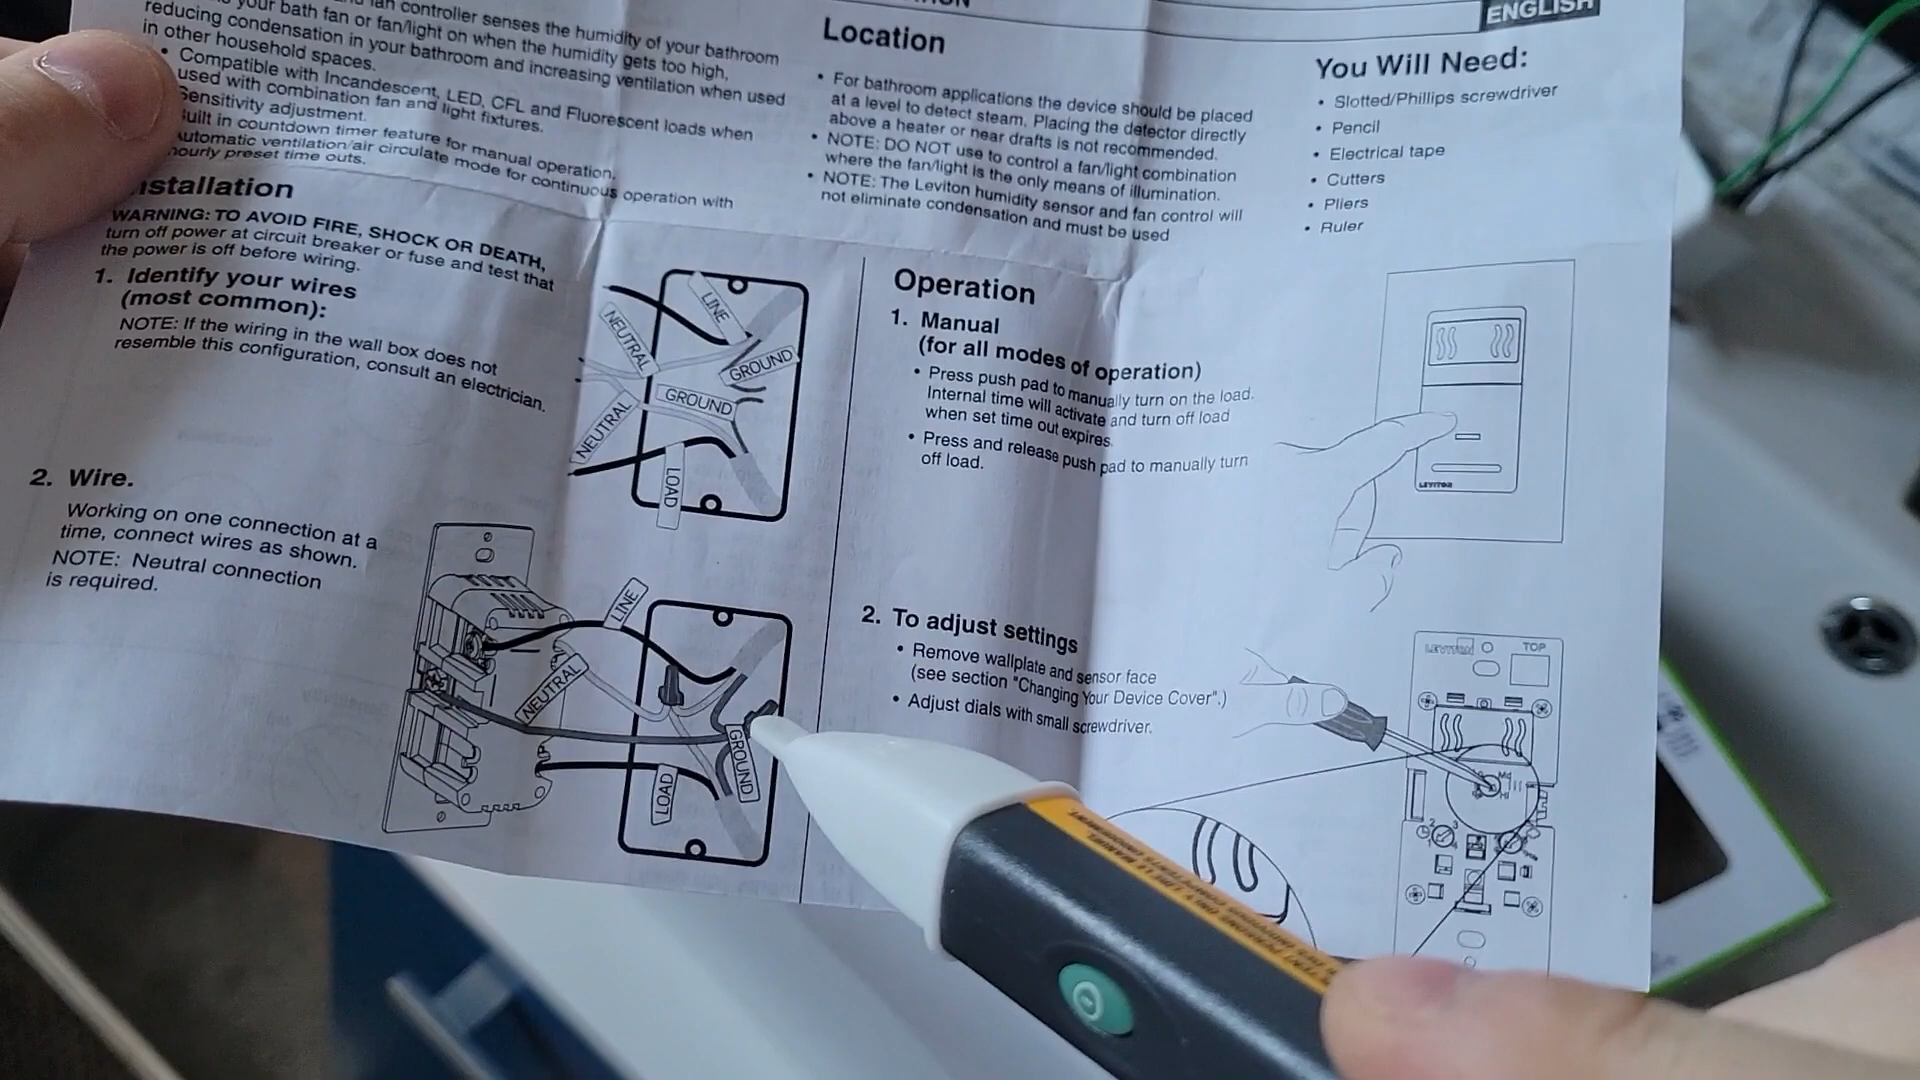 ENGLISH
fan controller senses the humidity of your bathroom
your bath fan or fan/light on when the humidity gets too high,
reducing condensation in your bathroom and increasing ventilation when used
in other household spaces.
• Compatible with Incandescent, LED, CFL and Fluorescent loads when
used with combination fan and light fixtures.
Sensitivity adjustment.
Built in countdown timer feature for manual operation.
Automatic ventilation/air circulate mode for continuous operation with
hourly preset time outs.
Installation
WARNING: TO AVOID FIRE, SHOCK OR DEATH,
turn off power at circuit breaker or fuse and test that
the power is off before wiring.
1. Identify your wires
(most common):
NOTE: If the wiring in the wall box does not
resemble this configuration, consult an electrician.
LINE
NEUTRAL
GROUND
GROUND
NEUTRAL
LOAD
2. Wire.
Working on one connection at a
time, connect wires as shown.
NOTE: Neutral connection
is required.
LINE
NEUTRAL
GROUND
LOAD
Location
• For bathroom applications the device should be placed
at a level to detect steam. Placing the detector directly
above a heater or near drafts is not recommended.
• NOTE: DO NOT use to control a fan/light combination
where the fan/light is the only means of illumination.
• NOTE: The Leviton humidity sensor and fan control will
not eliminate condensation and must be used
You Will Need:
• Slotted/Phillips screwdriver
• Pencil
• Electrical tape
• Cutters
• Pliers
• Ruler
Operation
1. Manual
(for all modes of operation)
• Press push pad to manually turn on the load.
Internal time will activate and turn off load
when set time out expires.
• Press and release push pad to manually turn
off load.
LEVITON
2. To adjust settings
• Remove wallplate and sensor face
(see section "Changing Your Device Cover".)
• Adjust dials with small screwdriver.
LEVITON
TOP